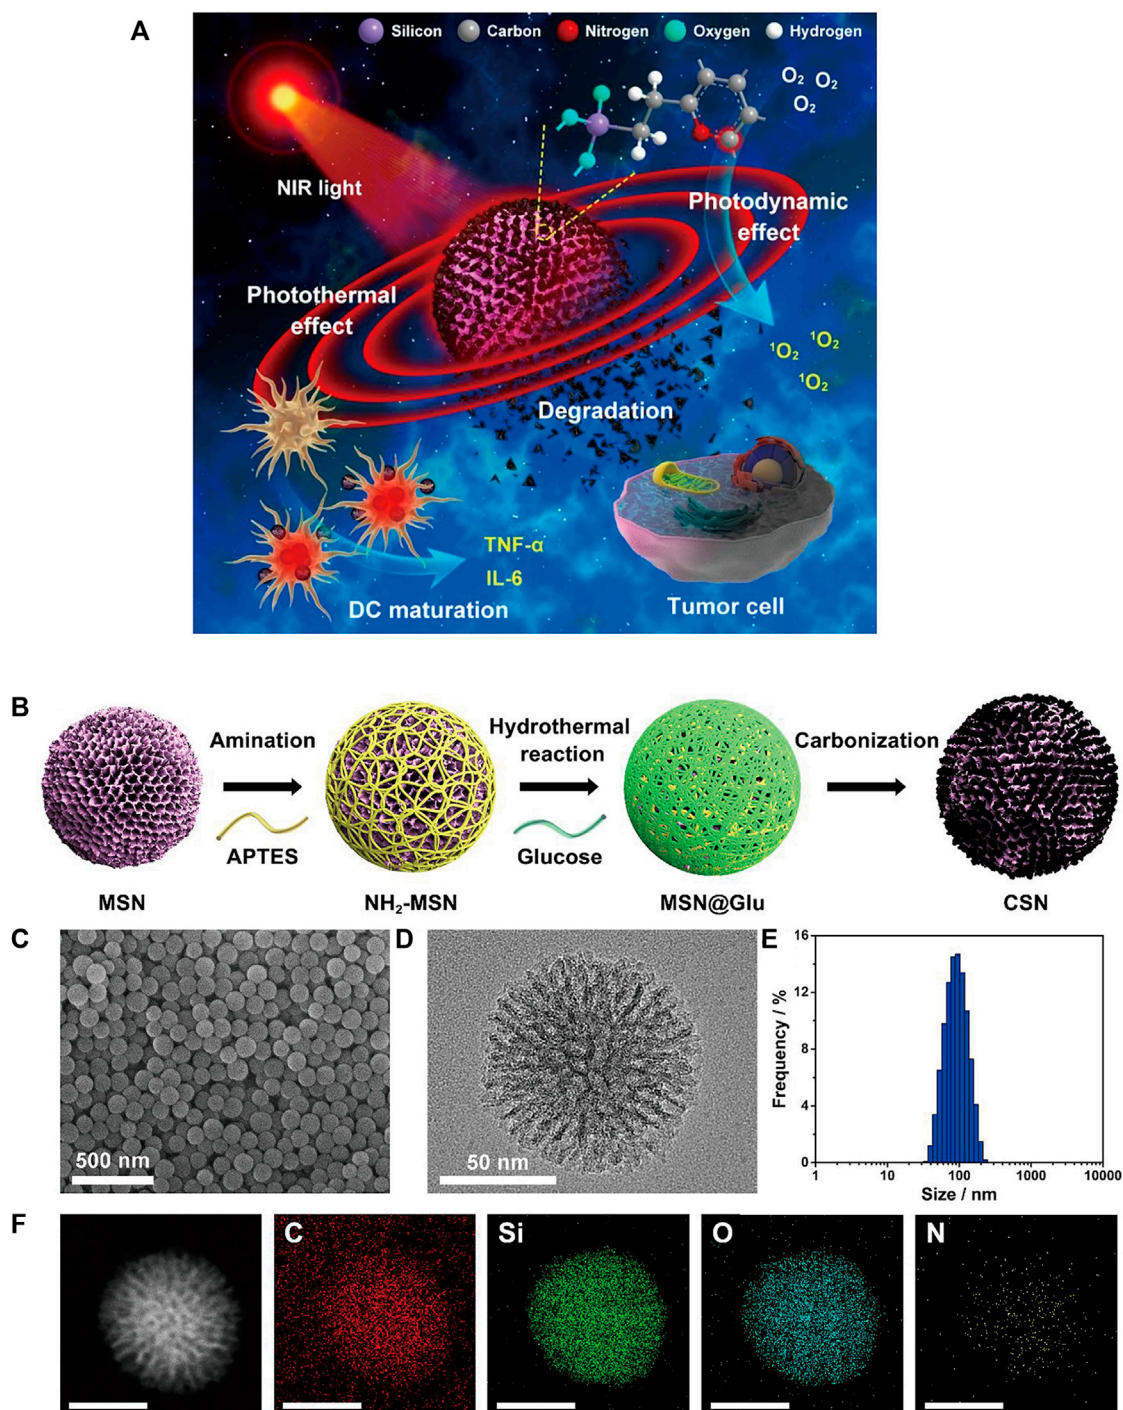 A
Silicon Carbon Nitrogen Oxygen Hydrogen
O2 O2
O2
NIR light
Photodynamic
effect
Photothermal
effect
1O2 1O2
1O2
Degradation
TNF-α
IL-6
DC maturation
Tumor cell
B
Amination
Hydrothermal
reaction
Carbonization
APTES
Glucose
MSN
NH2-MSN
MSN@Glu
CSN
C
500 nm
D
50 nm
E
Frequency / %
16
12
8
4
0
1 10 100 1000 10000
Size / nm
F
C
Si
O
N